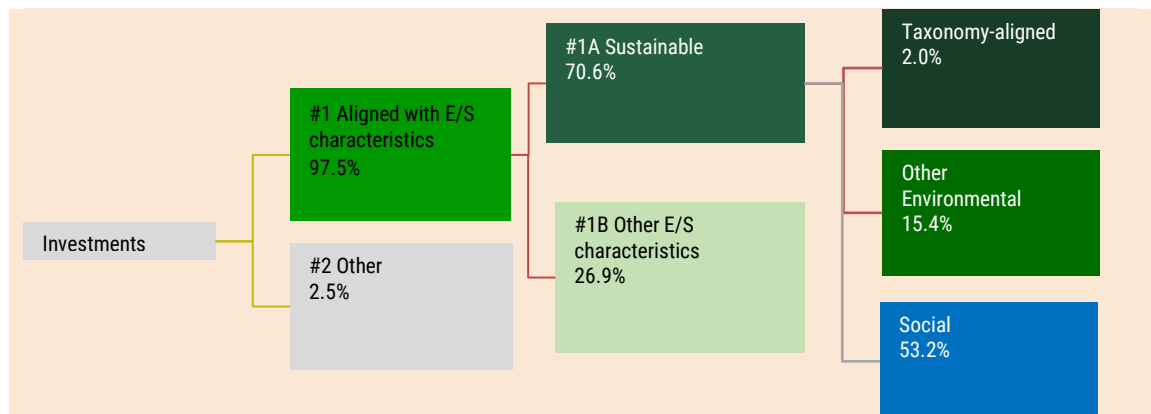 Investments
#1 Aligned with E/S
characteristics
97.5%
#2 Other
2.5%
#1A Sustainable
70.6%
#1B Other E/S
characteristics
26.9%
Taxonomy-aligned
2.0%
Other
Environmental
15.4%
Social
53.2%